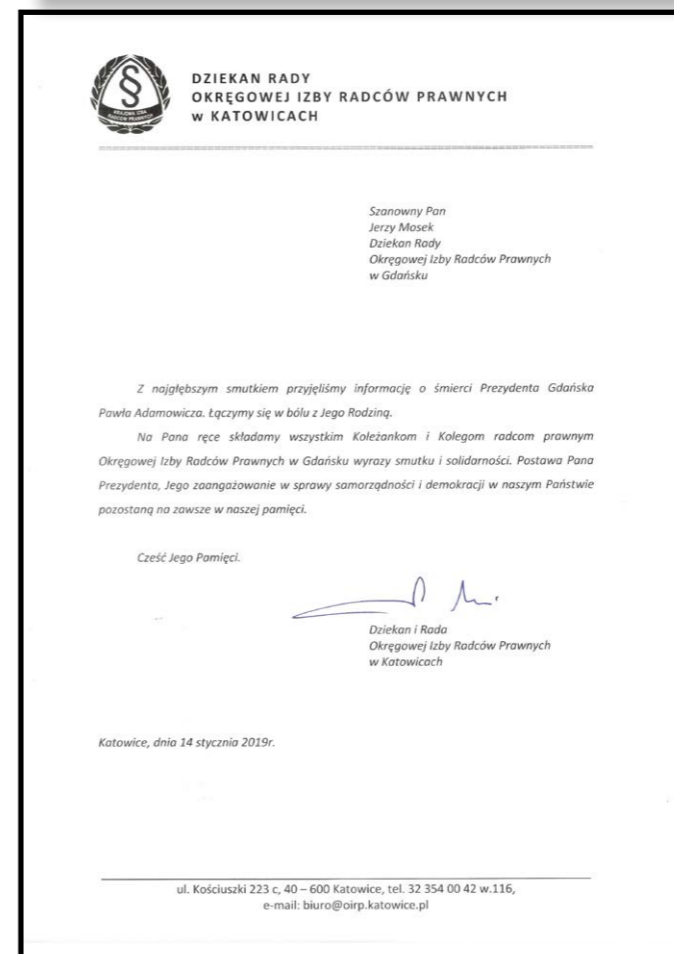 §
KRAJOWA IZBA
RADCÓW PRAWNYCH
DZIEKAN RADY
OKRĘGOWEJ IZBY RADCÓW PRAWNYCH
w KATOWICACH
Szanowny Pan
Jerzy Mosek
Dziekan Rady
Okręgowej Izby Radców Prawnych
w Gdańsku
Z najgłębszym smutkiem przyjęliśmy informację o śmierci Prezydenta Gdańska
Pawła Adamowicza. Łączymy się w bólu z Jego Rodziną.
Na Pana ręce składamy wszystkim Koleżankom i Kolegom radcom prawnym
Okręgowej Izby Radców Prawnych w Gdańsku wyrazy smutku i solidarności. Postawa Pana
Prezydenta, Jego zaangażowanie w sprawy samorządności i demokracji w naszym Państwie
pozostaną na zawsze w naszej pamięci.
Cześć Jego Pamięci.
Dziekan i Rada
Okręgowej Izby Radców Prawnych
w Katowicach
Katowice, dnia 14 stycznia 2019r.
ul. Kościuszki 223 c, 40 – 600 Katowice, tel. 32 354 00 42 w.116,
e-mail: biuro@oirp.katowice.pl